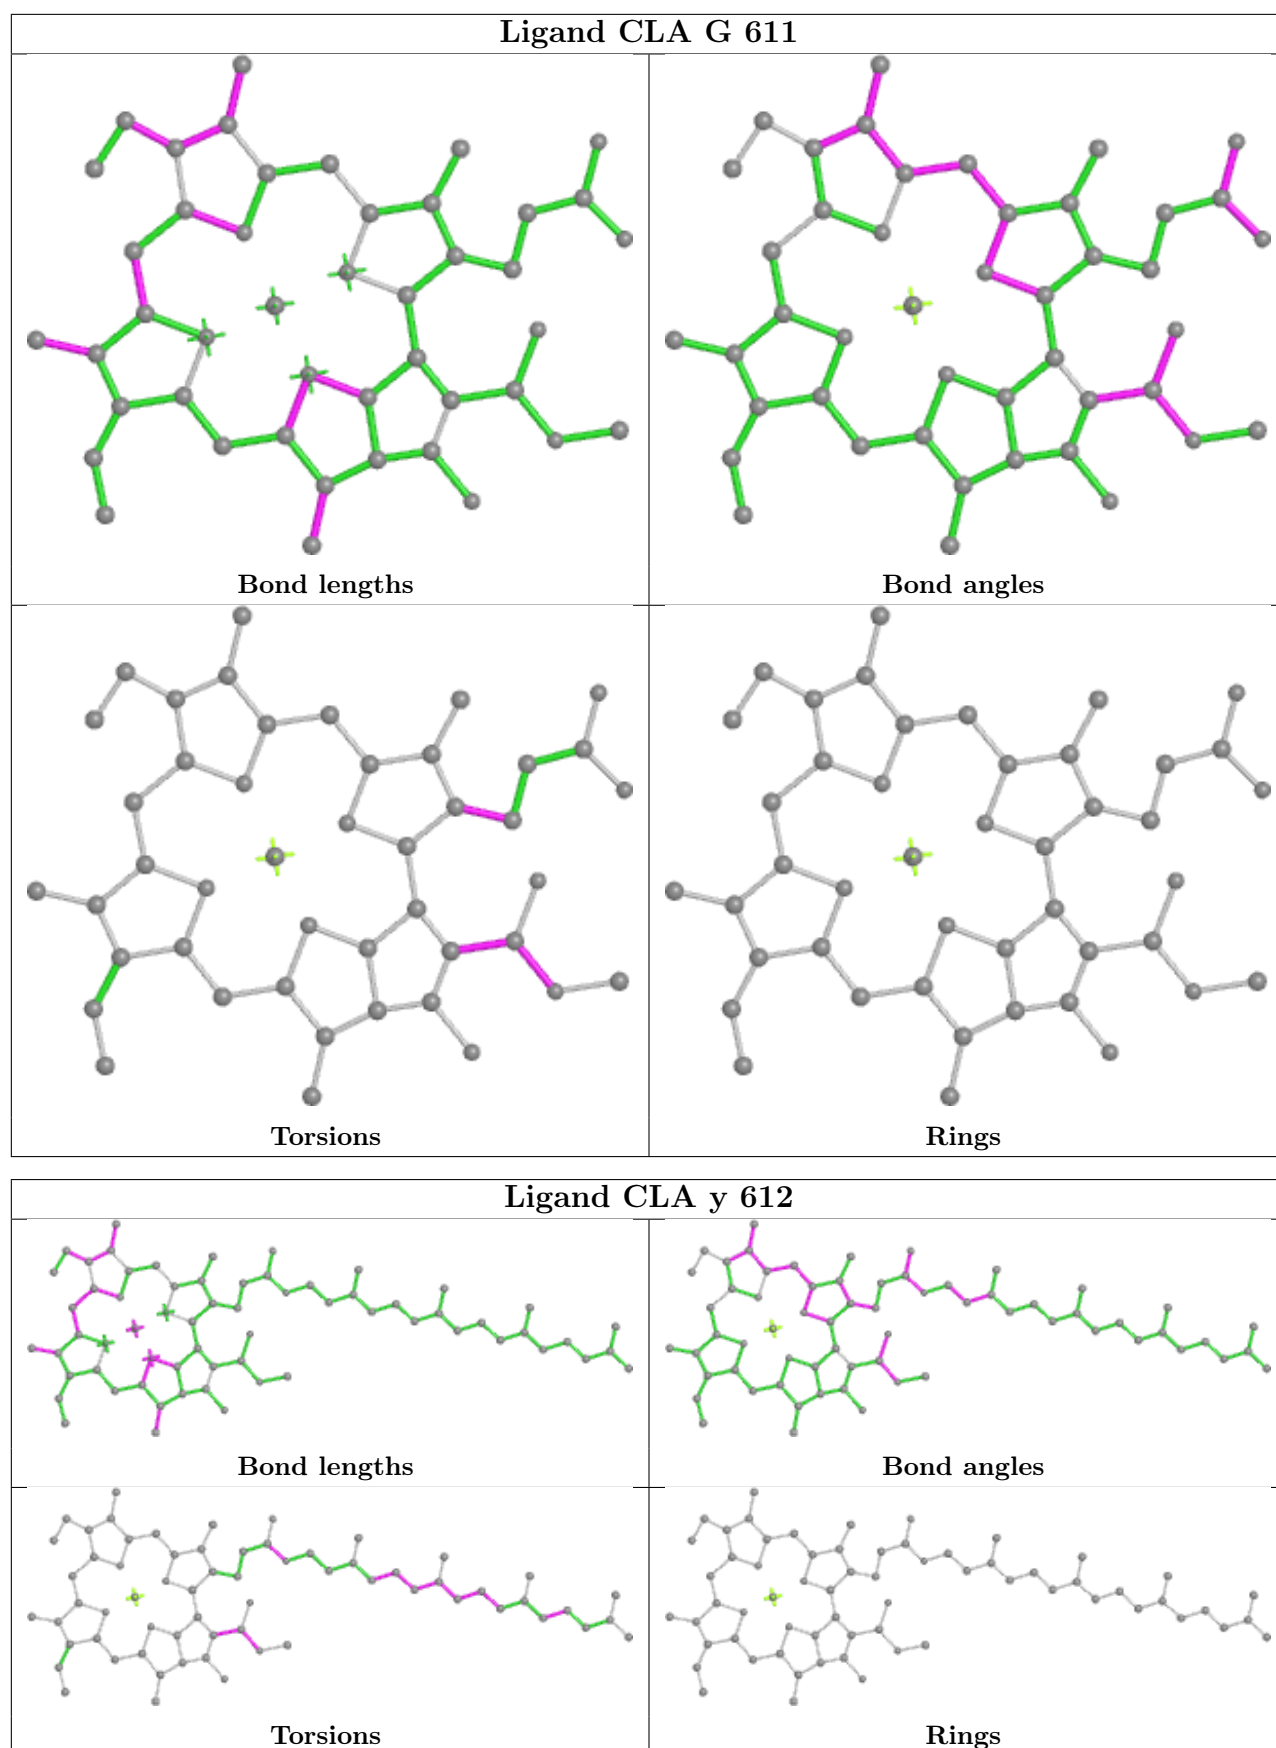 Ligand CLA G 611
Bond lengths
Bond angles
Torsions
Rings
Ligand CLA y 612
Bond lengths
Bond angles
Torsions
Rings